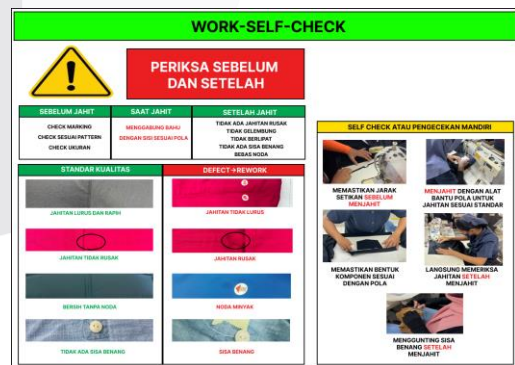 WORK-SELF-CHECK
PERIKSA SEBELUM
DAN SETELAH
SEBELUM JAHIT
CHECK MARKING
CHECK SESUAI PATTERN
CHECK UKURAN
SAAT JAHIT
MENGGABUNG BAHU
DENGAN SISI SESUAI POLA
SETELAH JAHIT
TIDAK ADA JAHITAN RUSAK
TIDAK GELEMBUNG
TIDAK BERLIPAT
TIDAK ADA SISA BENANG
BEBAS NODA
STANDAR KUALITAS
JAHITAN LURUS DAN RAPIH
JAHITAN TIDAK RUSAK
BERSIH TANPA NODA
TIDAK ADA SISA BENANG
DEFECT→REWORK
JAHITAN TIDAK LURUS
JAHITAN RUSAK
NODA MINYAK
SISA BENANG
SELF CHECK ATAU PENGECEKAN MANDIRI
MEMASTIKAN JARAK
SETIKAN SEBELUM
MENJAHIT
MENJAHIT DENGAN ALAT
BANTU POLA UNTUK
JAHITAN SESUAI STANDAR
MEMASTIKAN BENTUK
KOMPONEN SESUAI
DENGAN POLA
LANGSUNG MEMERIKSA
JAHITAN SETELAH
MENJAHIT
MENGGUNTING SISA
BENANG SETELAH
MENJAHIT